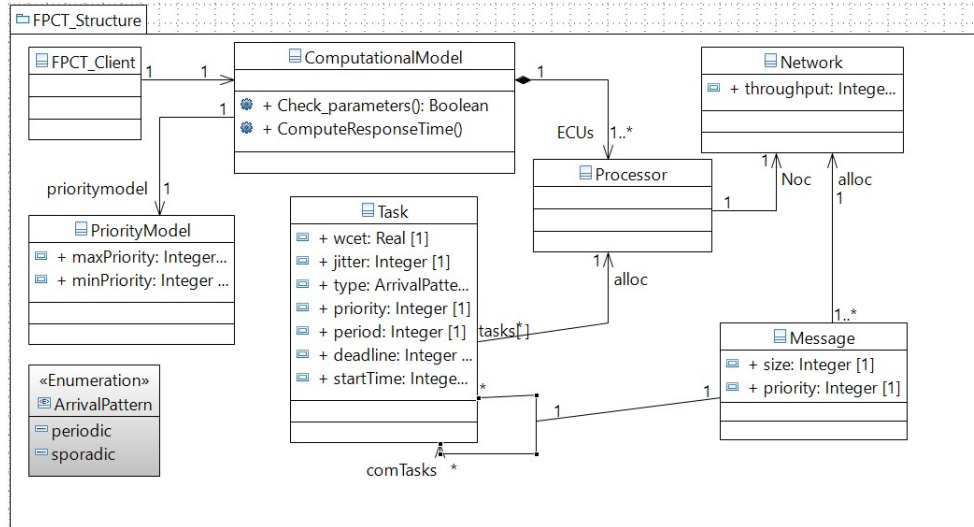 FPCT_Structure
FPCT_Client
1
1
ComputationalModel
+ Check_parameters(): Boolean
+ ComputeResponseTime()
1
1
ECUs
1..*
Network
+ throughput: Intege...
Processor
1
1
Noc
alloc
1
prioritymodel
1
PriorityModel
+ maxPriority: Integer...
+ minPriority: Integer ...
Task
+ wcet: Real [1]
+ jitter: Integer [1]
+ type: ArrivalPatte...
+ priority: Integer [1]
+ period: Integer [1]
+ deadline: Integer ...
+ startTime: Intege...
tasks[*]
1
alloc
1..*
Message
+ size: Integer [1]
+ priority: Integer [1]
«Enumeration»
ArrivalPattern
periodic
sporadic
*
1
1
comTasks
*